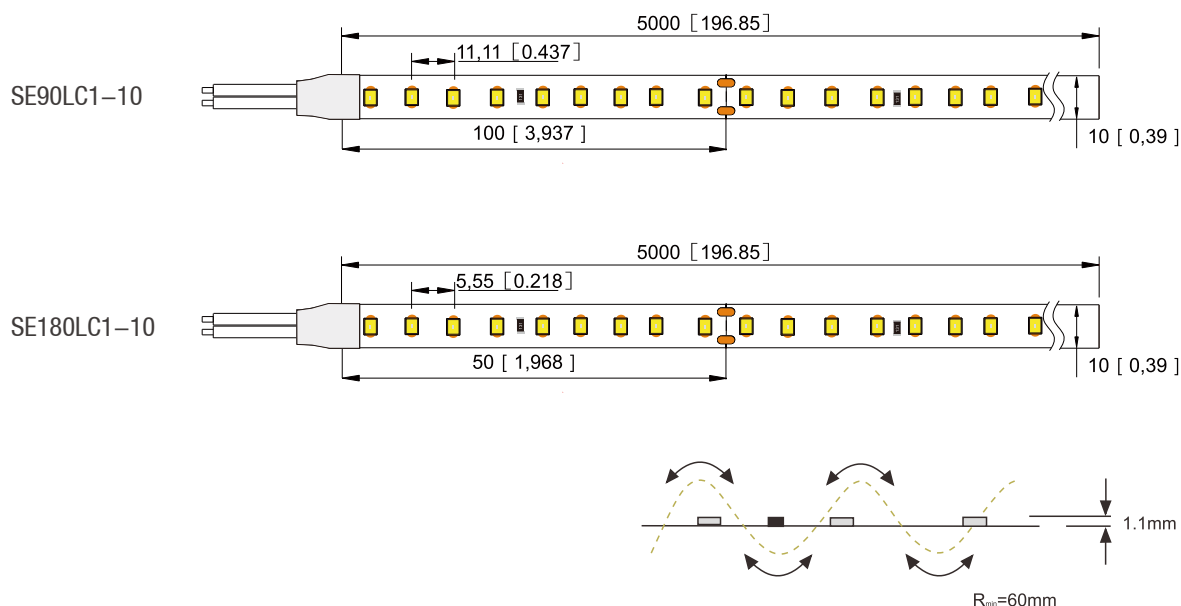 5000 [196.85]
11,11 [0.437]
SE90LC1–10
100 [ 3,937 ]
10 [ 0,39 ]
5000 [196.85]
5,55 [0.218]
SE180LC1–10
50 [ 1,968 ]
10 [ 0,39 ]
1.1mm
Rmin=60mm